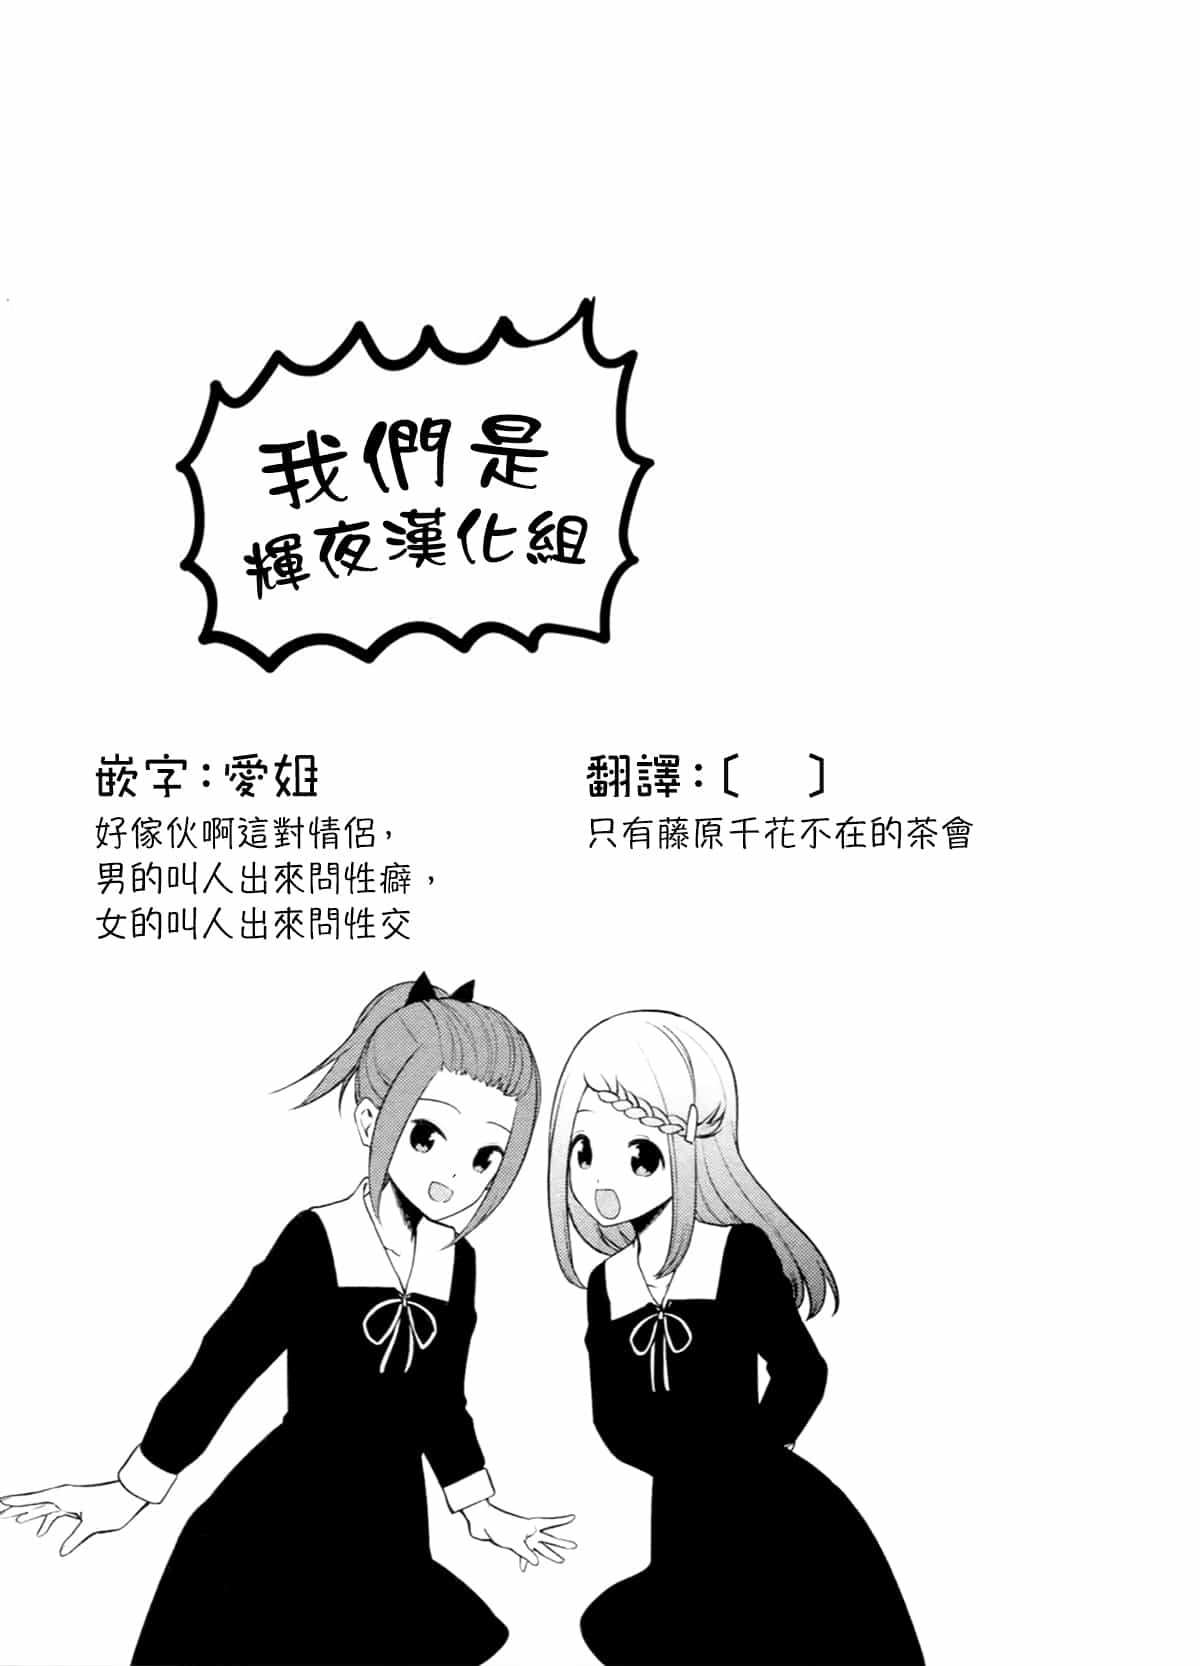 我們是
輝夜漢化組
嵌字：愛姐
好傢伙啊這對情侶，
男的叫人出來問性癖，
女的叫人出來問性交
翻譯：〔　〕
只有藤原千花不在的茶會